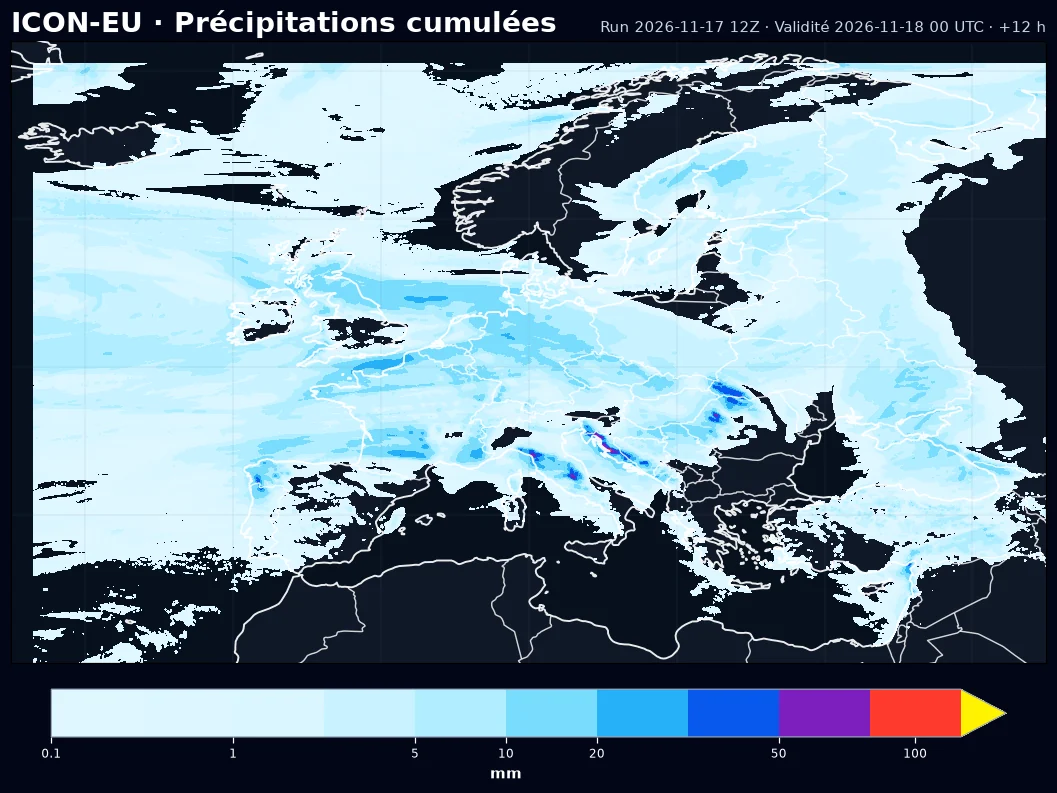 ICON-EU · Précipitations cumulées
Run 2026-11-17 12Z · Validité 2026-11-18 00 UTC · +12 h
0.1 1 5 10 20 50 100
mm